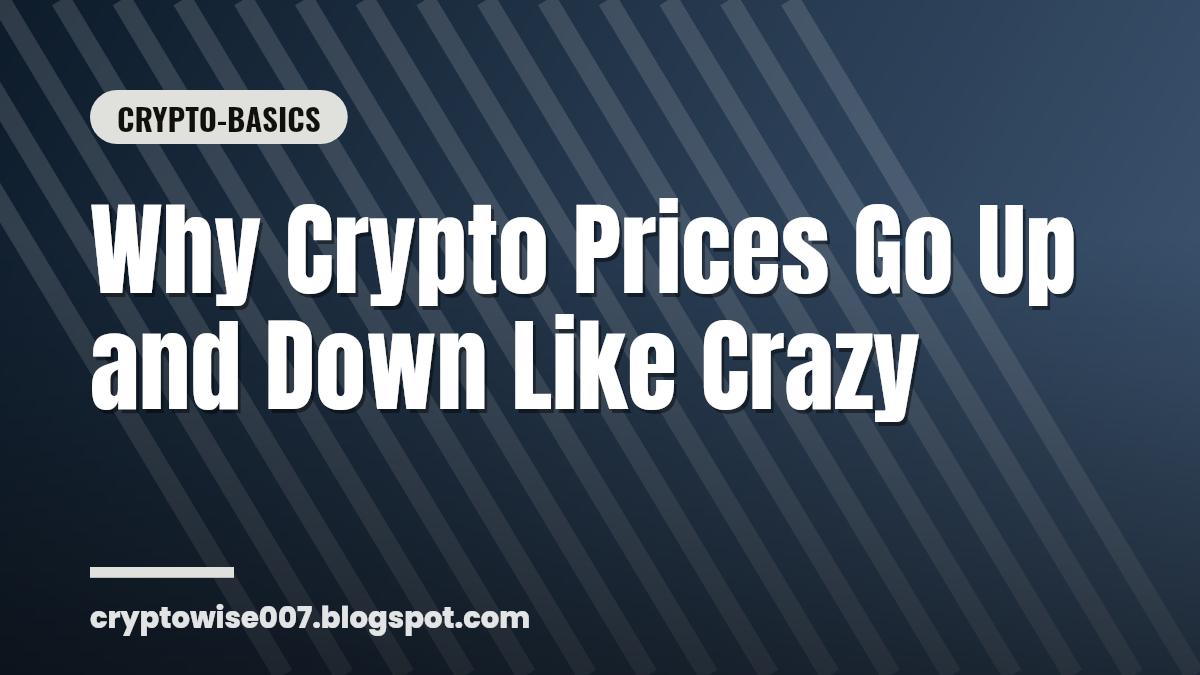 CRYPTO-BASICS
Why Crypto Prices Go Up
and Down Like Crazy
cryptowise007.blogspot.com